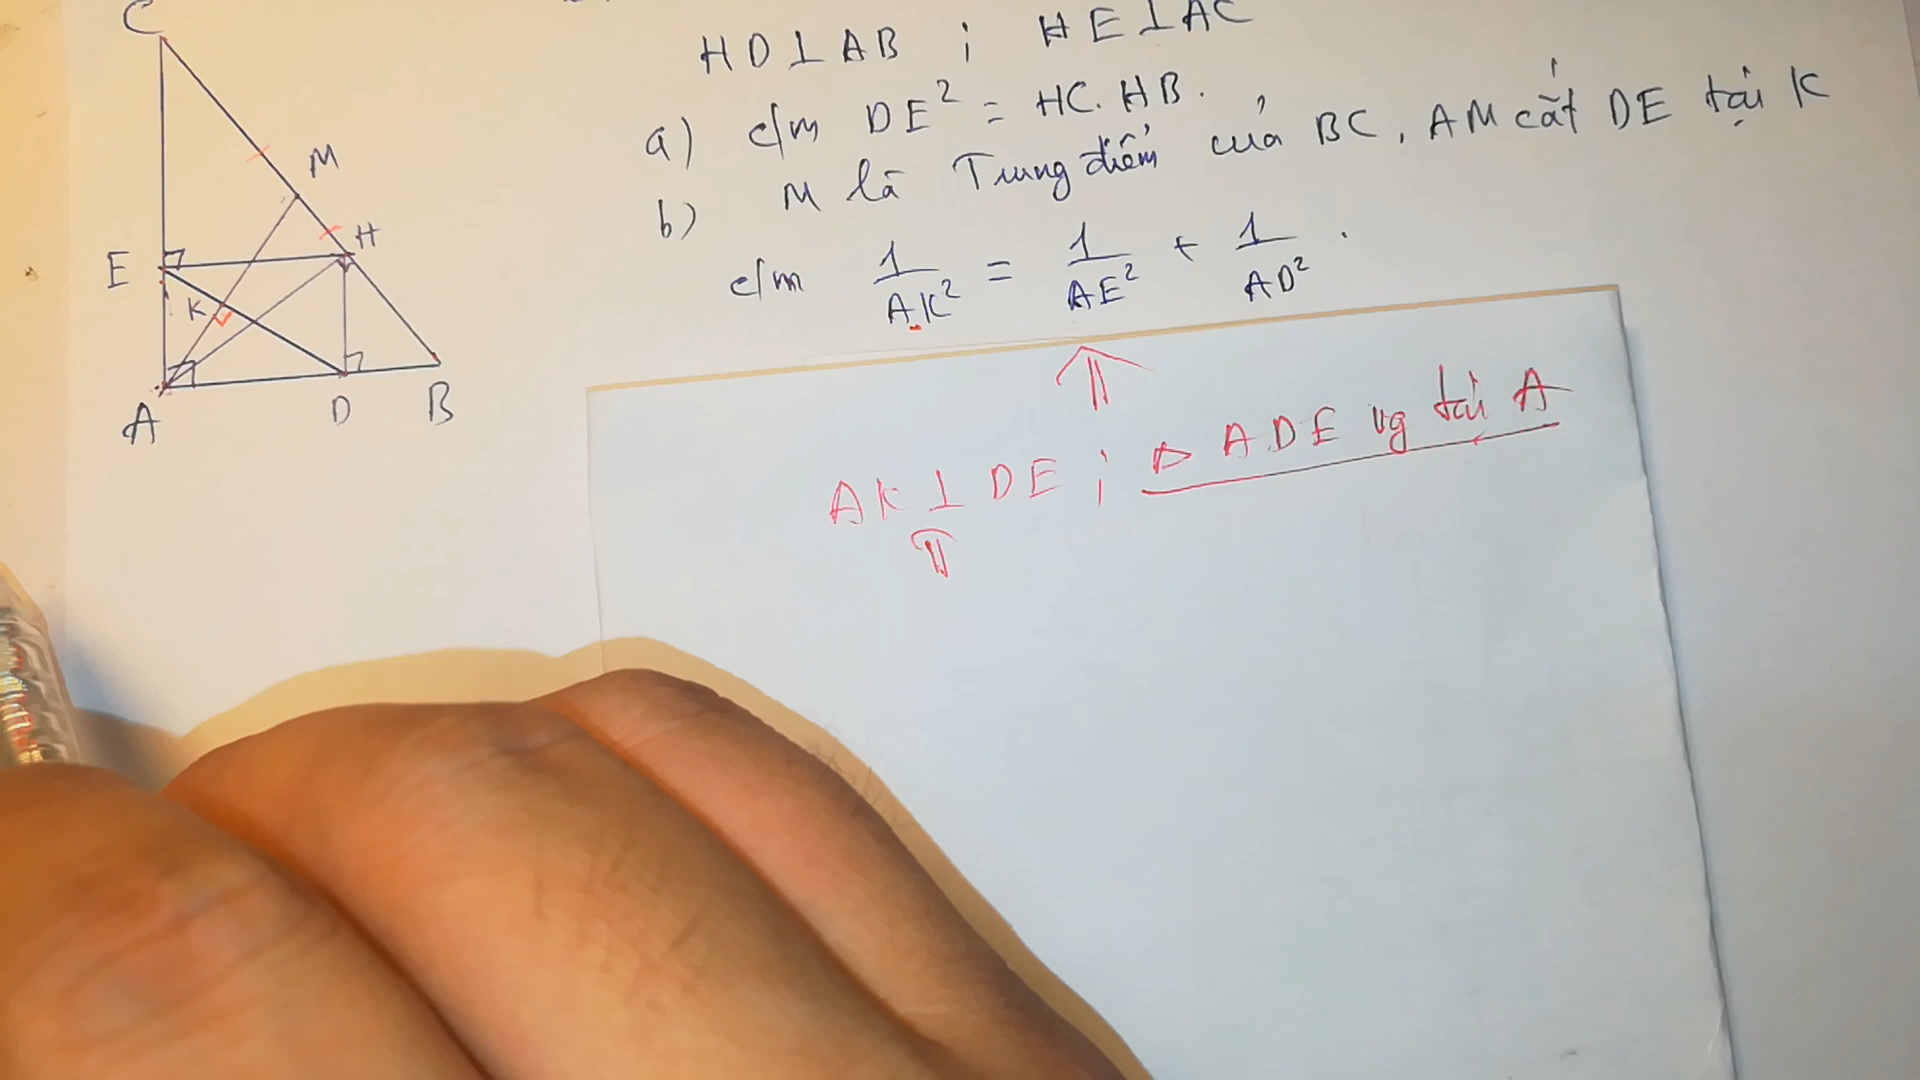 C
M
H
E
K
A
D
B
HD⊥AB ; HE⊥AC
a) c/m DE² = HC.HB.
b) M là Trung điểm của BC, AM cắt DE tại K
c/m 1/AK² = 1/AE² + 1/AD².
⇑
AK⊥DE ; ▷ADE vg tại A
⇑